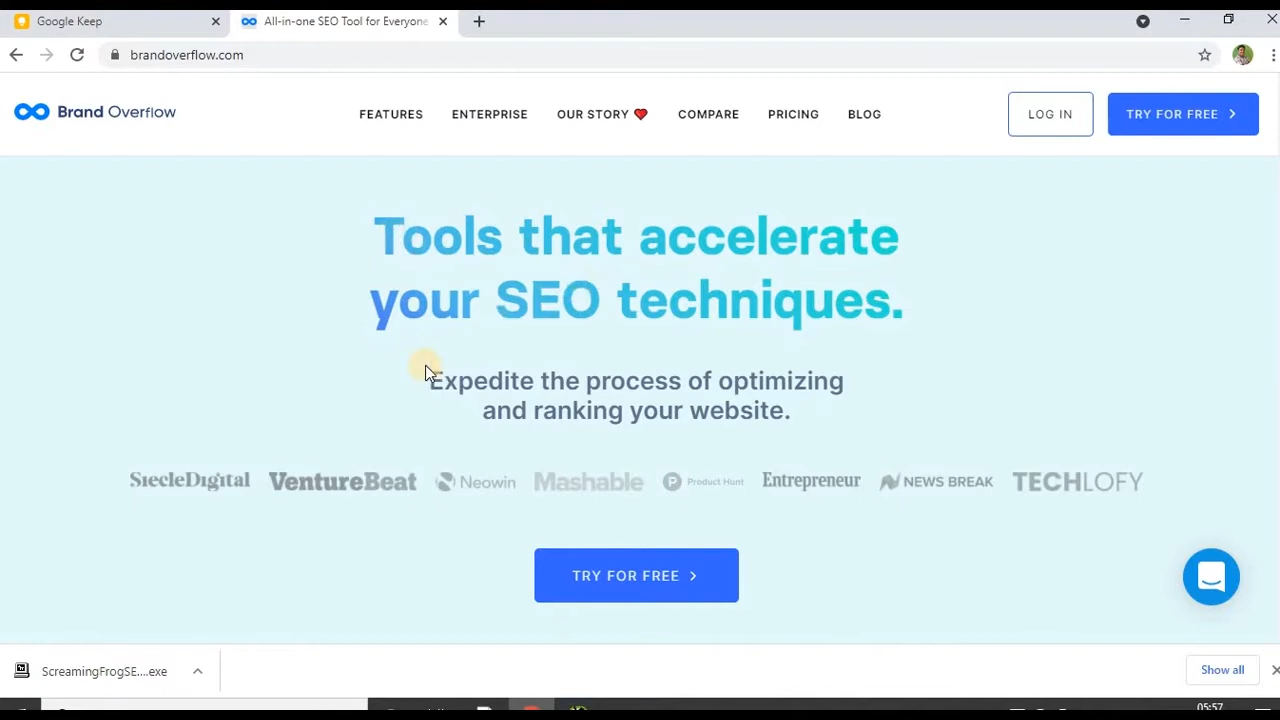 Google Keep
All-in-one SEO Tool for Everyone
brandoverflow.com
Brand Overflow
FEATURES
ENTERPRISE
OUR STORY
COMPARE
PRICING
BLOG
LOG IN
TRY FOR FREE
Tools that accelerate
your SEO techniques.
Expedite the process of optimizing
and ranking your website.
SiecleDigital
VentureBeat
Neowin
Mashable
Product Hunt
Entrepreneur
NEWS BREAK
TECHLOFY
TRY FOR FREE
ScreamingFrogSE....exe
Show all
05:57